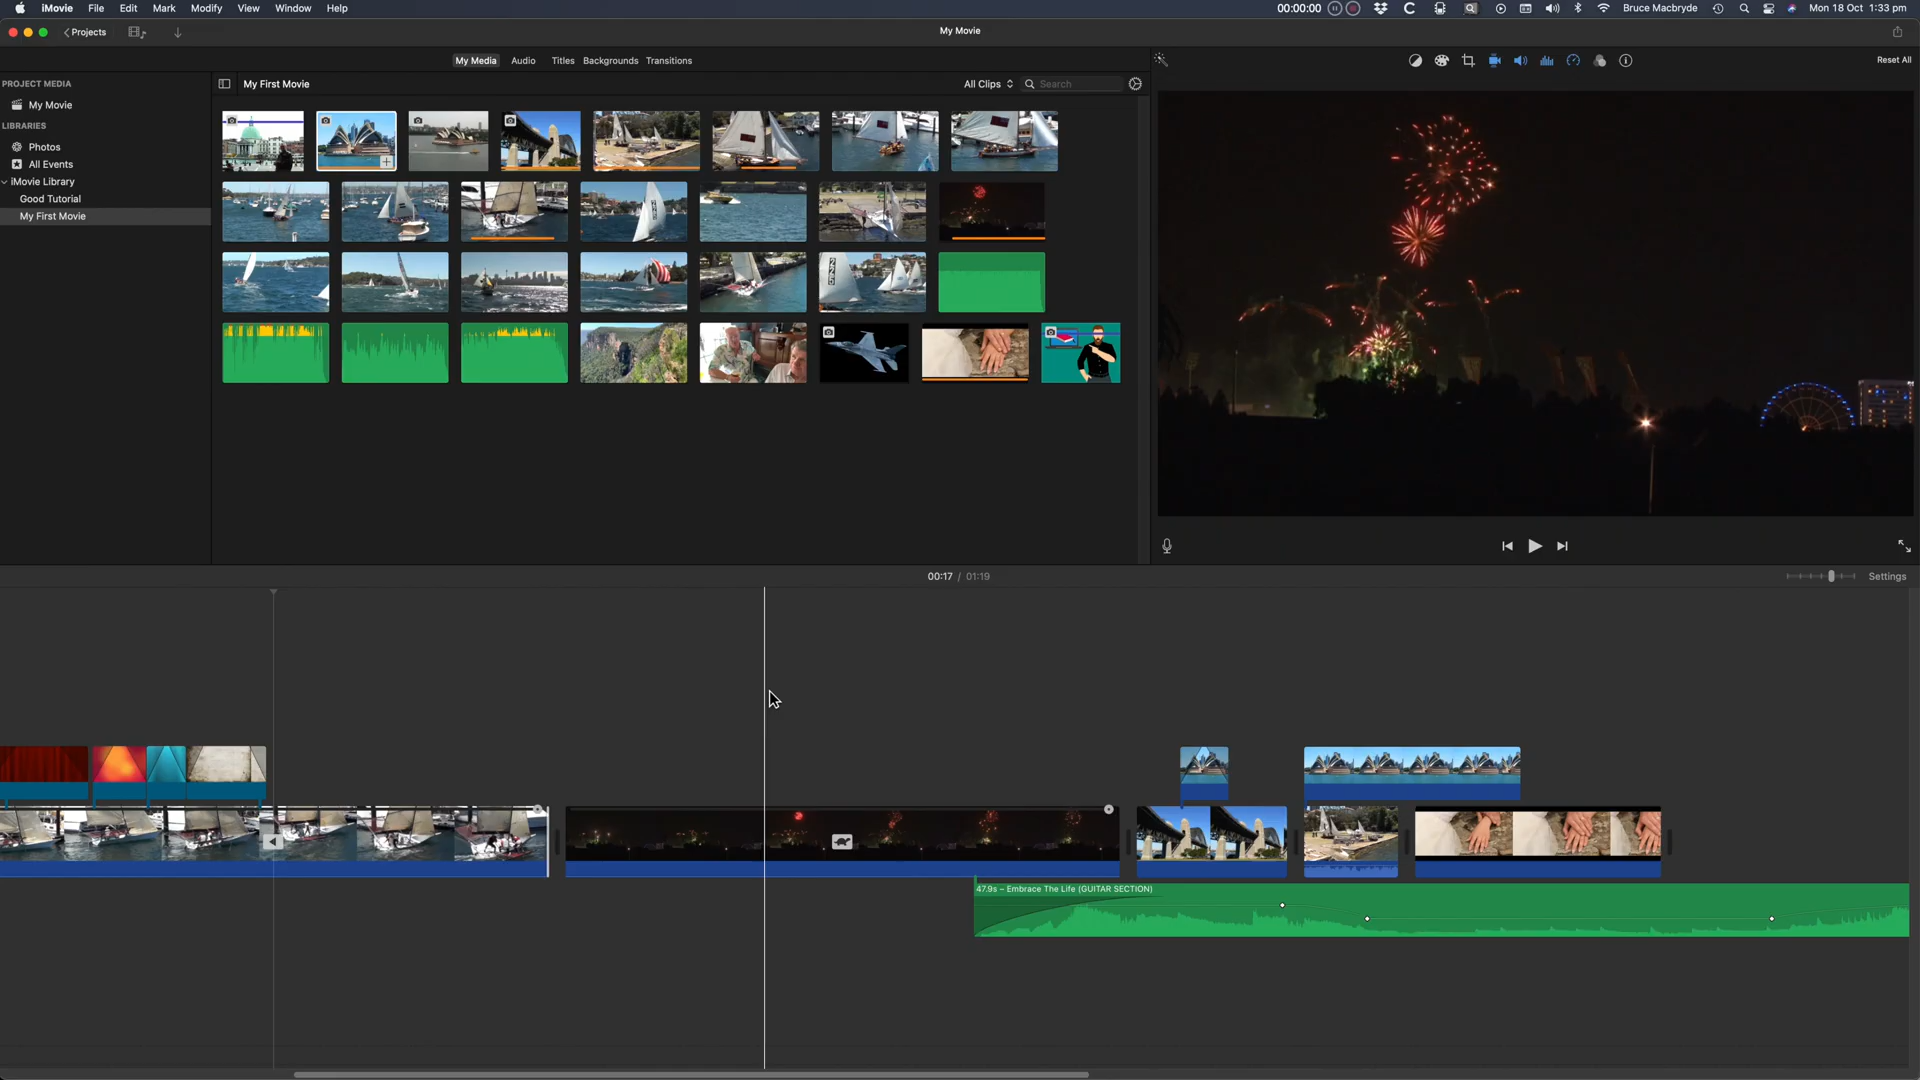 iMovie File Edit Mark Modify View Window Help
00:00:00
Bruce Macbryde
Mon 18 Oct 1:33 pm
Projects
My Movie
My Media Audio Titles Backgrounds Transitions
Reset All
PROJECT MEDIA
My Movie
LIBRARIES
Photos
All Events
iMovie Library
Good Tutorial
My First Movie
My First Movie
All Clips
Search
00:17 / 01:19
Settings
47.9s – Embrace The Life (GUITAR SECTION)